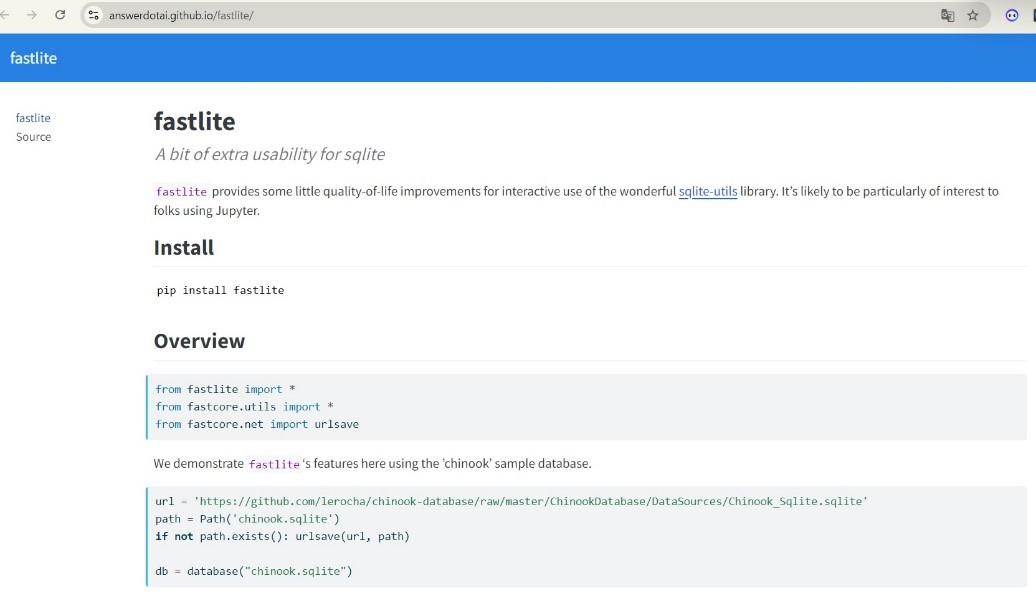 answerdotai.github.io/fastlite/
fastlite
fastlite
Source
fastlite
A bit of extra usability for sqlite
fastlite provides some little quality-of-life improvements for interactive use of the wonderful sqlite-utils library. It's likely to be particularly of interest to
folks using Jupyter.
Install
pip install fastlite
Overview
from fastlite import *
from fastcore.utils import *
from fastcore.net import urlsave
We demonstrate fastlite's features here using the 'chinook' sample database.
url = 'https://github.com/lerocha/chinook-database/raw/master/ChinookDatabase/DataSources/Chinook_Sqlite.sqlite'
path = Path('chinook.sqlite')
if not path.exists(): urlsave(url, path)
db = database("chinook.sqlite")